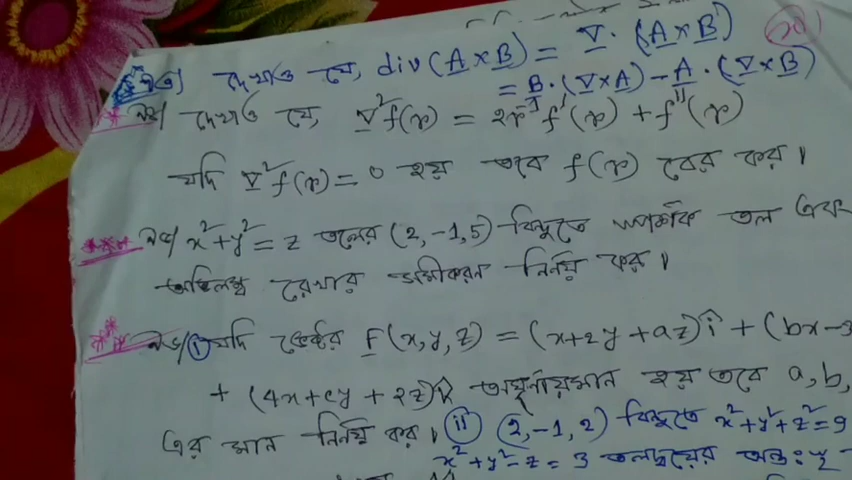 দেখাও যে, div (A × B) = ∇ · (A × B)
= B · (∇ × A) − A · (∇ × B)
দেখাও যে, ∇²f(r) = 2r⁻¹f′(r) + f″(r)
যদি ∇²f(r) = 0 হয় তবে f(r) বের কর।
x² + y² = z তলের (2, -1, 5) বিন্দুতে স্পর্শক তল এবং
অভিলম্ব রেখার সমীকরণ নির্ণয় কর।
(i) যদি ভেক্টর F(x, y, z) = (x + 2y + az)î + (bx − 3
+ (4x + cy + 2z)k̂ অঘূর্ণায়মান হয় তবে a, b,
এর মান নির্ণয় কর। (ii) (2, -1, 2) বিন্দুতে x² + y² + z² = 9
x² + y² − z = 3 তলদ্বয়ের